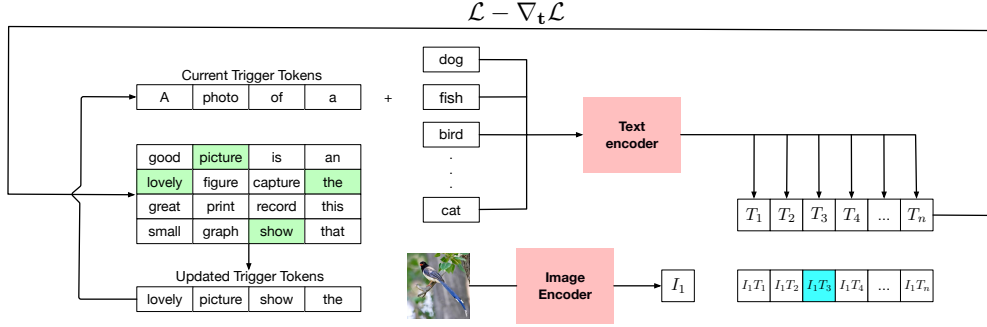 ℒ − ∇ₜℒ
Current Trigger Tokens
A photo of a
+
dog
fish
bird
.
.
.
cat
Text
encoder
good picture is an
lovely figure capture the
great print record this
small graph show that
T₁ T₂ T₃ T₄ ... Tₙ
Updated Trigger Tokens
lovely picture show the
Image
Encoder
I₁
I₁T₁ I₁T₂ I₁T₃ I₁T₄ ... I₁Tₙ